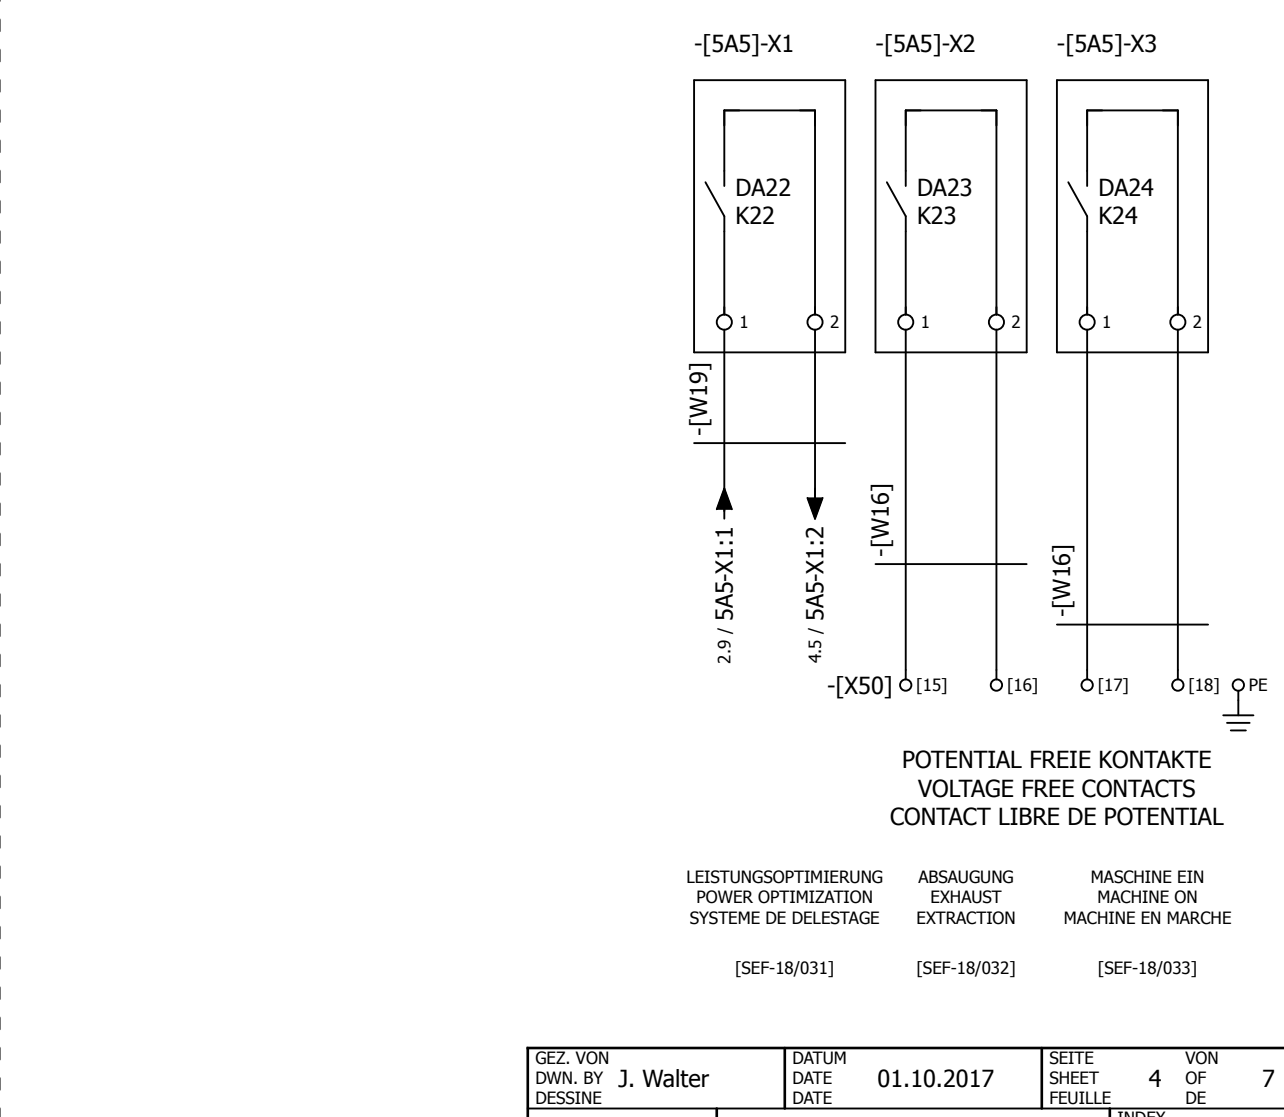 -[5A5]-X1
-[5A5]-X2
-[5A5]-X3
DA22
K22
DA23
K23
DA24
K24
1
2
1
2
1
2
-[W19]
-[W16]
-[W16]
2.9 / 5A5-X1:1
4.5 / 5A5-X1:2
-[X50]
[15]
[16]
[17]
[18]
PE
POTENTIAL FREIE KONTAKTE
VOLTAGE FREE CONTACTS
CONTACT LIBRE DE POTENTIAL
LEISTUNGSOPTIMIERUNG
POWER OPTIMIZATION
SYSTEME DE DELESTAGE
ABSAUGUNG
EXHAUST
EXTRACTION
MASCHINE EIN
MACHINE ON
MACHINE EN MARCHE
[SEF-18/031]
[SEF-18/032]
[SEF-18/033]
GEZ. VON
DWN. BY J. Walter
DESSINE
DATUM
DATE 01.10.2017
DATE
SEITE VON
SHEET 4 OF 7
FEUILLE DE
INDEX